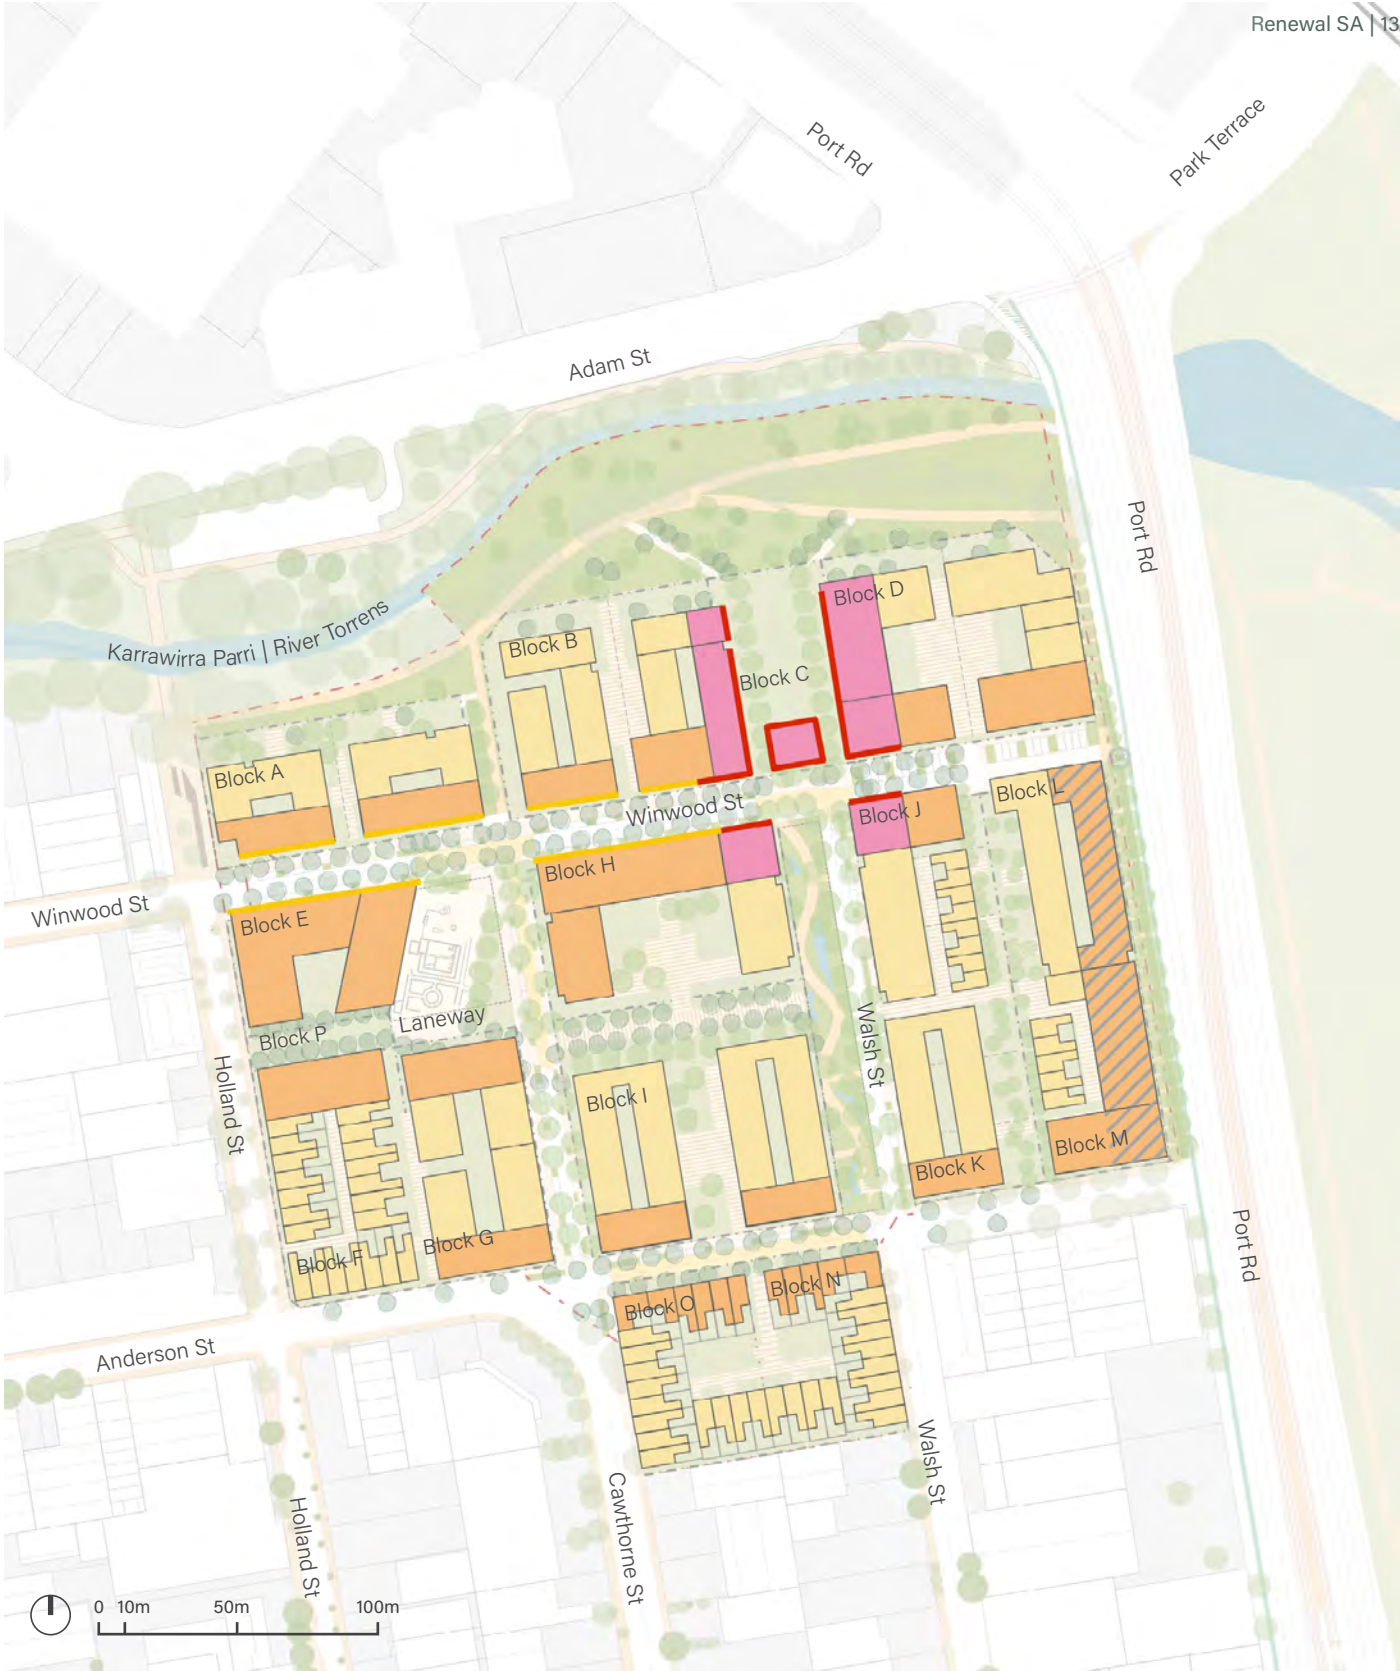 Renewal SA | 13
Port Rd
Park Terrace
Adam St
Port Rd
Karrawirra Parri | River Torrens
Block D
Block B
Block C
Block A
Block L
Winwood St
Block J
Block H
Winwood St
Block E
Laneway
Block P
Walsh St
Holland St
Block I
Block M
Block K
Block G
Block F
Port Rd
Block N
Block O
Anderson St
Walsh St
Cawthorne St
Holland St
0 10m 50m 100m